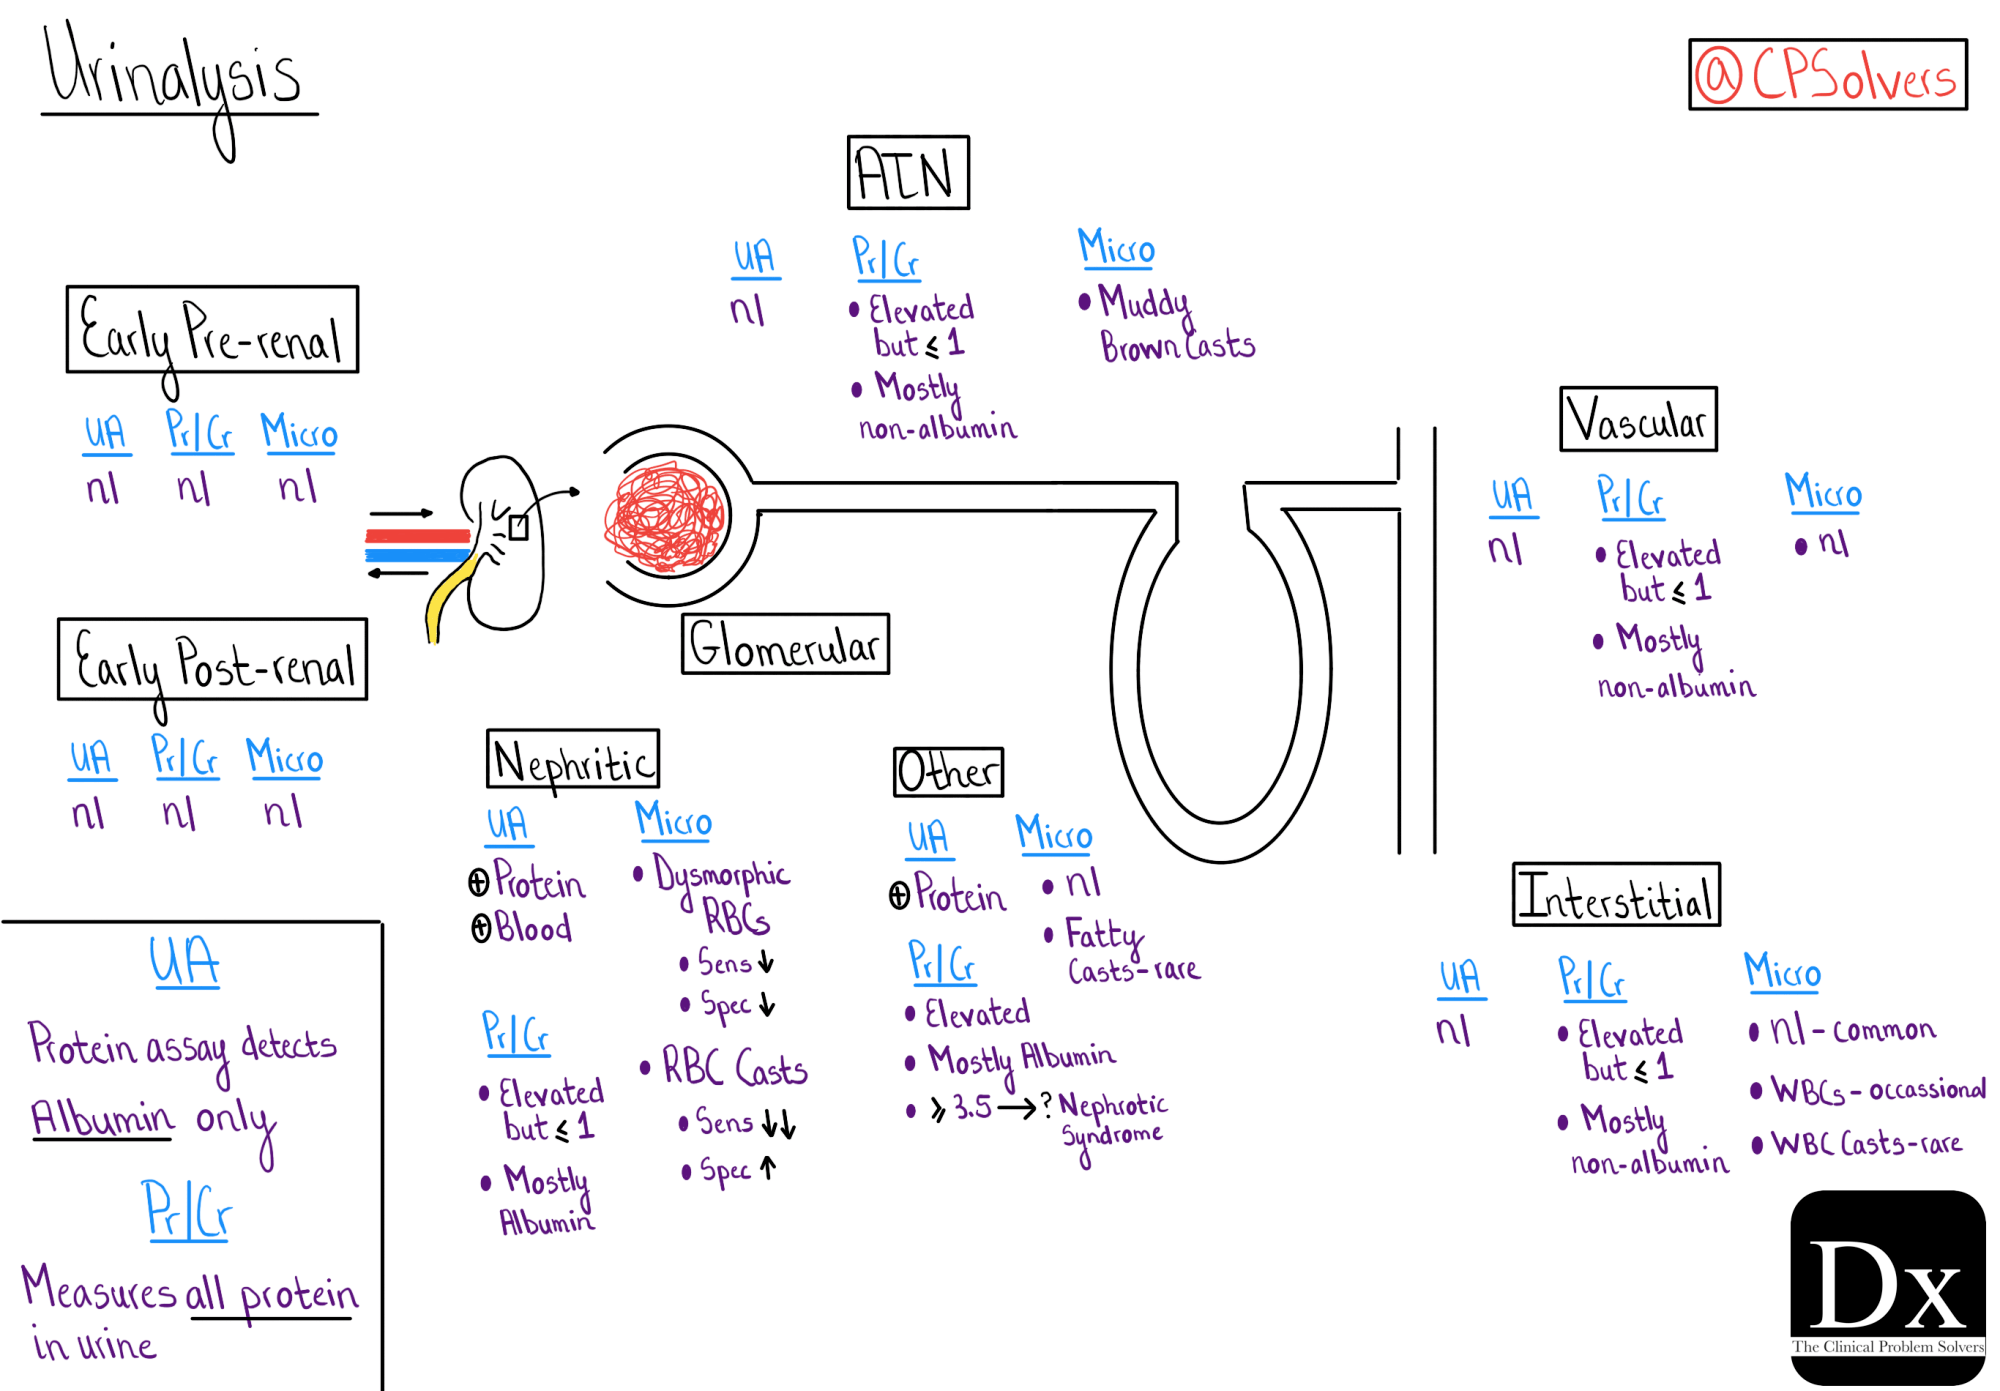 Urinalysis
@CPSolvers
ATN
UA Pr/Cr Micro
nl
• Elevated
but ≤ 1
• Mostly
non-albumin
• Muddy
Brown Casts
Early Pre-renal
UA Pr/Cr Micro
nl nl nl
Early Post-renal
UA Pr/Cr Micro
nl nl nl
Glomerular
Nephritic
UA
⊕ Protein
⊕ Blood
Pr/Cr
• Elevated
but ≤ 1
• Mostly
Albumin
Micro
• Dysmorphic
RBCs
• Sens ↓
• Spec ↓
• RBC Casts
• Sens ↓↓
• Spec ↑
Other
UA
⊕ Protein
Micro
• nl
• Fatty
Casts-rare
Pr/Cr
• Elevated
• Mostly Albumin
• ≥ 3.5 → ? Nephrotic
Syndrome
Vascular
UA Pr/Cr Micro
nl
• Elevated
but ≤ 1
• Mostly
non-albumin
• nl
Interstitial
UA Pr/Cr Micro
nl
• Elevated
but ≤ 1
• Mostly
non-albumin
• nl - common
• WBCs - occassional
• WBC Casts-rare
UA
Protein assay detects
Albumin only
Pr/Cr
Measures all protein
in urine
Dx
The Clinical Problem Solvers